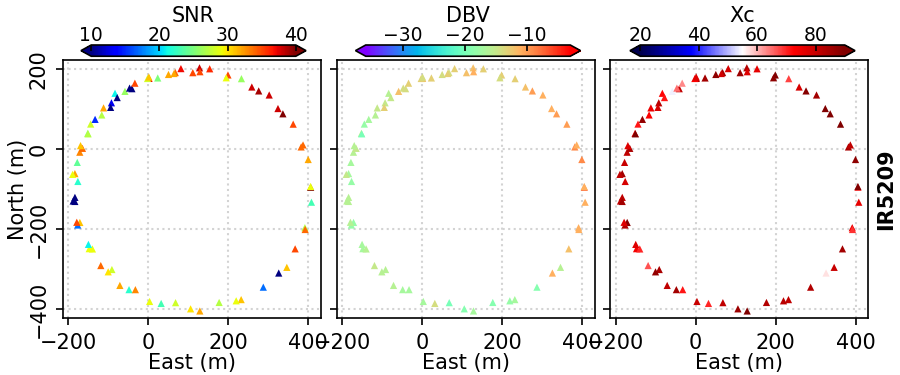 SNR DBV Xc
10 20 30 40 −30 −20 −10 20 40 60 80
200
0
−200
−400
North (m)
IR5209
−200 0 200 400 −200 0 200 400 −200 0 200 400
East (m) East (m) East (m)